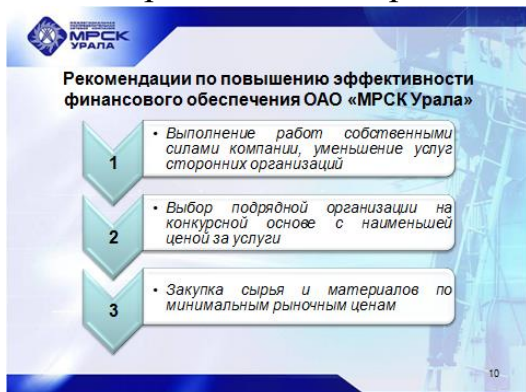 МРСК
УРАЛА
Рекомендации по повышению эффективности
финансового обеспечения ОАО «МРСК Урала»
1
• Выполнение работ собственными
силами компании, уменьшение услуг
сторонних организаций
2
• Выбор подрядной организации на
конкурсной основе с наименьшей
ценой за услуги
3
• Закупка сырья и материалов по
минимальным рыночным ценам
10